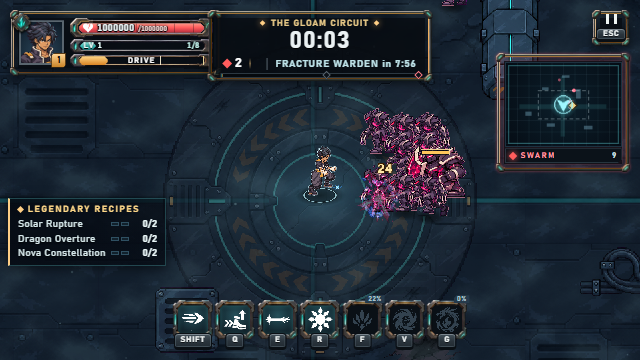 1000000 /1000000
LV 1 1/8
1 DRIVE
◆ THE GLOAM CIRCUIT ◆
00:03
2 FRACTURE WARDEN in 7:56
ESC
SWARM 9
24
LEGENDARY RECIPES
Solar Rupture 0/2
Dragon Overture 0/2
Nova Constellation 0/2
22% 0%
SHIFT Q E R F V G